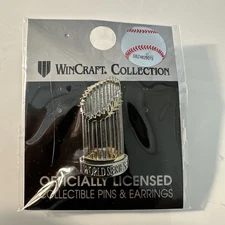 WINCRAFT. COLLECTION
WORLD SERIES
OFFICIALLY LICENSED
COLLECTIBLE PINS & EARRINGS